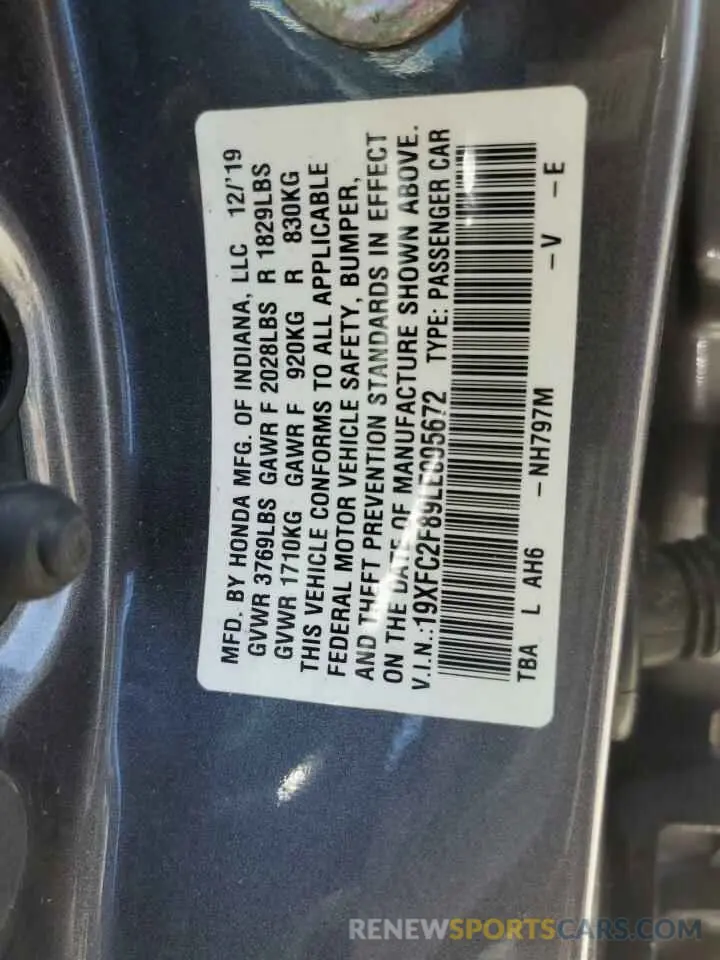 MFD. BY HONDA MFG. OF INDIANA, LLC 12/'19
GVWR 3769LBS GAWR F 2028LBS R 1829LBS
GVWR 1710KG GAWR F 920KG R 830KG
THIS VEHICLE CONFORMS TO ALL APPLICABLE
FEDERAL MOTOR VEHICLE SAFETY, BUMPER,
AND THEFT PREVENTION STANDARDS IN EFFECT
ON THE DATE OF MANUFACTURE SHOWN ABOVE.
V.I.N.:19XFC2F89LE005672 TYPE: PASSENGER CAR
TBA L AH6 - NH797M -V -E
RENEWSPORTSCARS.COM